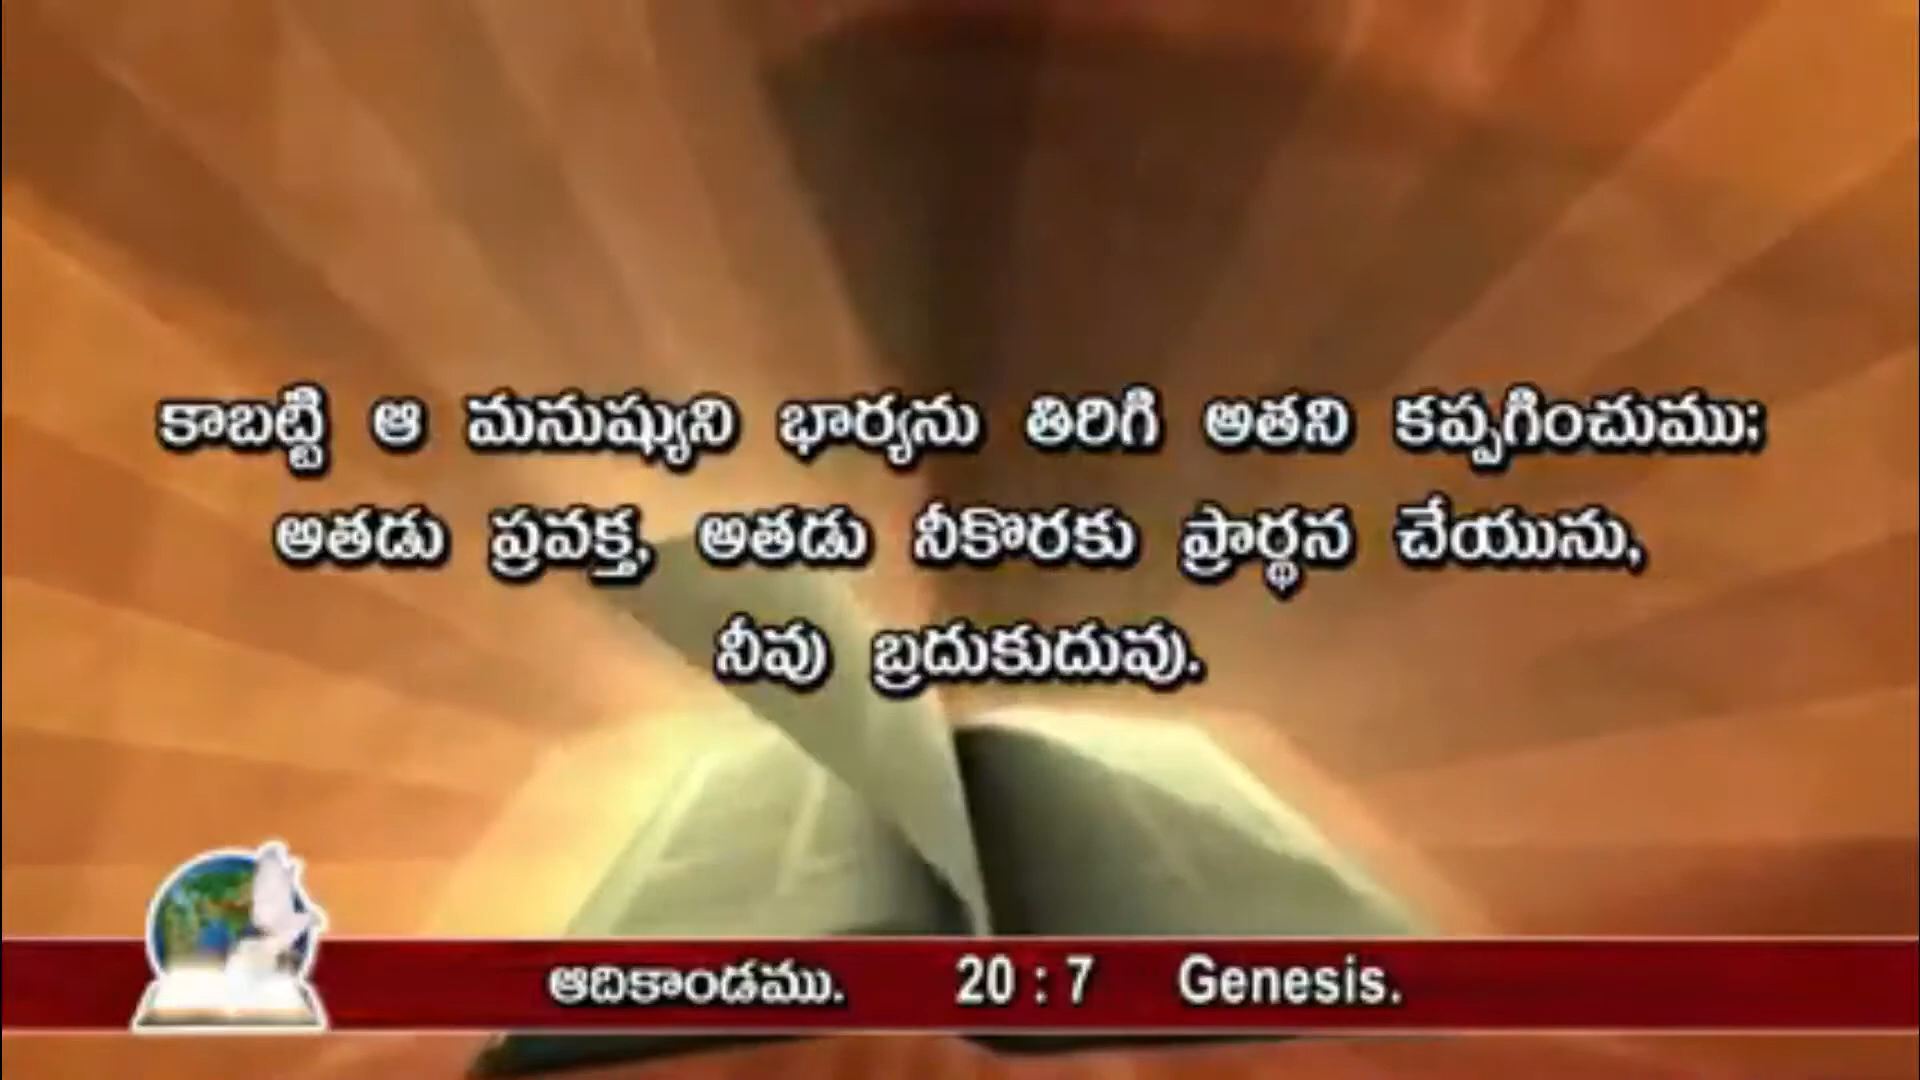 కాబట్టి ఆ మనుష్యుని భార్యను తిరిగి అతని కప్పగించుము;
అతడు ప్రవక్త, అతడు నీకొరకు ప్రార్థన చేయును,
నీవు బ్రదుకుదువు.
ఆదికాండము. 20 : 7 Genesis.